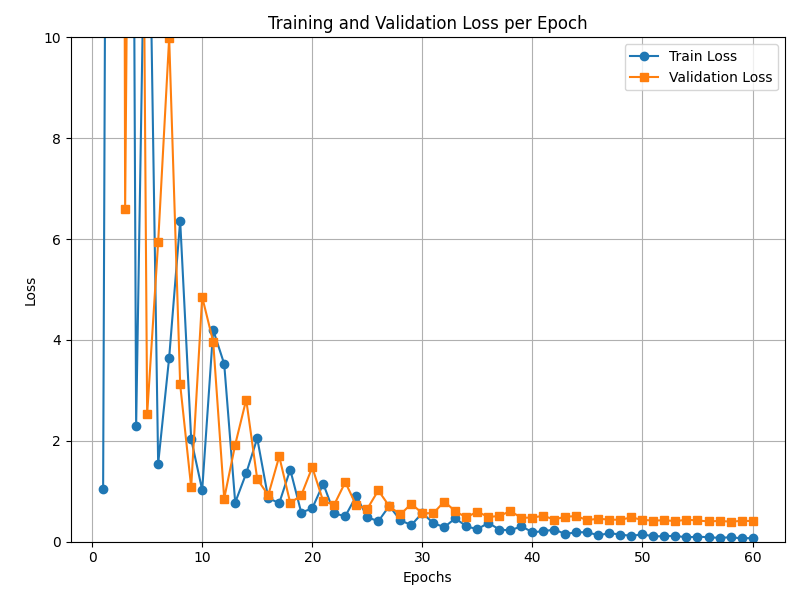 Training and Validation Loss per Epoch
Train Loss
Validation Loss
Loss
10
8
6
4
2
0
0 10 20 30 40 50 60
Epochs